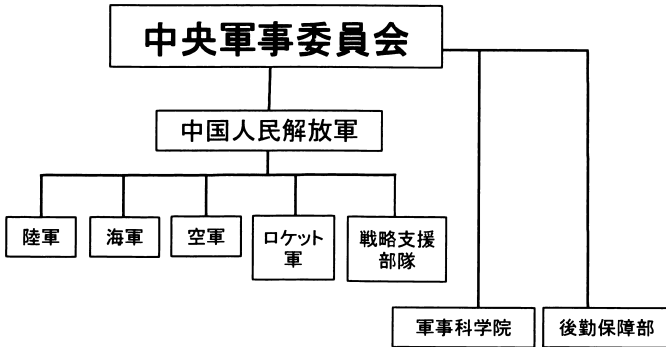 中央軍事委員会
中国人民解放軍
陸軍
海軍
空軍
ロケット
軍
戦略支援
部隊
軍事科学院
後勤保障部